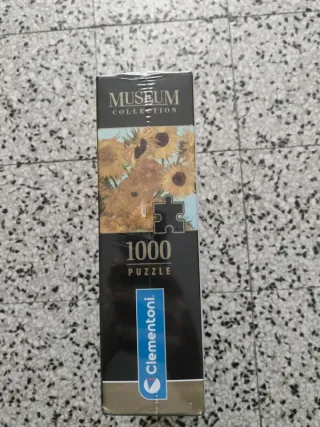 MUSEUM
COLLECTION
1000
PUZZLE
Clementoni